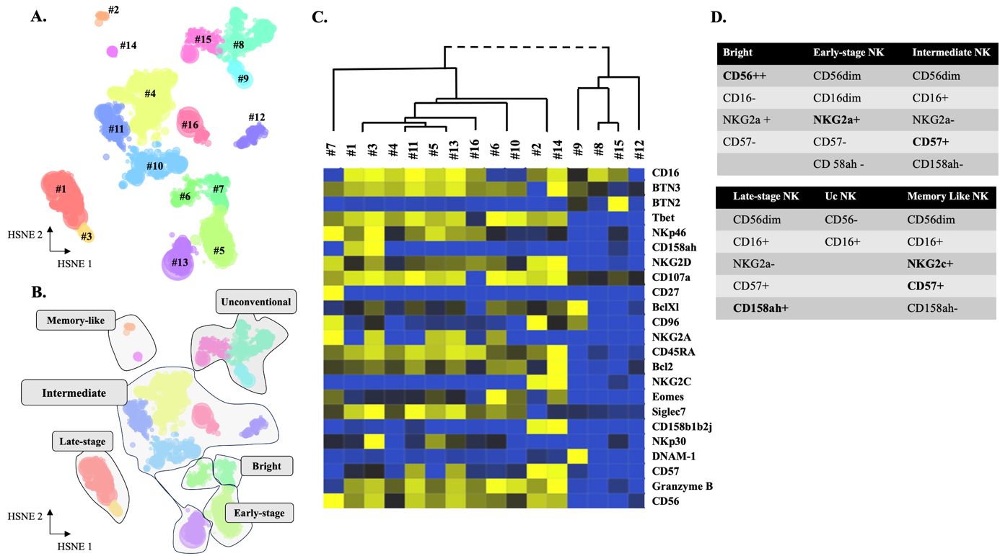 A.
#2
#14
#15
#8
#9
#4
#12
#11
#16
#10
#1
#7
#6
#3
#5
#13
HSNE 2
HSNE 1
B.
Unconventional
Memory-like
Intermediate
Late-stage
Bright
Early-stage
HSNE 2
HSNE 1
C.
#7 #1 #3 #4 #11 #5 #13 #16 #6 #10 #2 #14 #9 #8 #15 #12
CD16
BTN3
BTN2
Tbet
NKp46
CD158ah
NKG2D
CD107a
CD27
BclXl
CD96
NKG2A
CD45RA
Bcl2
NKG2C
Eomes
Siglec7
CD158b1b2j
NKp30
DNAM-1
CD57
Granzyme B
CD56
D.
Bright Early-stage NK Intermediate NK
CD56++ CD56dim CD56dim
CD16- CD16dim CD16+
NKG2a + NKG2a+ NKG2a-
CD57- CD57- CD57+
CD 58ah - CD158ah-
Late-stage NK Uc NK Memory Like NK
CD56dim CD56- CD56dim
CD16+ CD16+ CD16+
NKG2a- NKG2c+
CD57+ CD57+
CD158ah+ CD158ah-